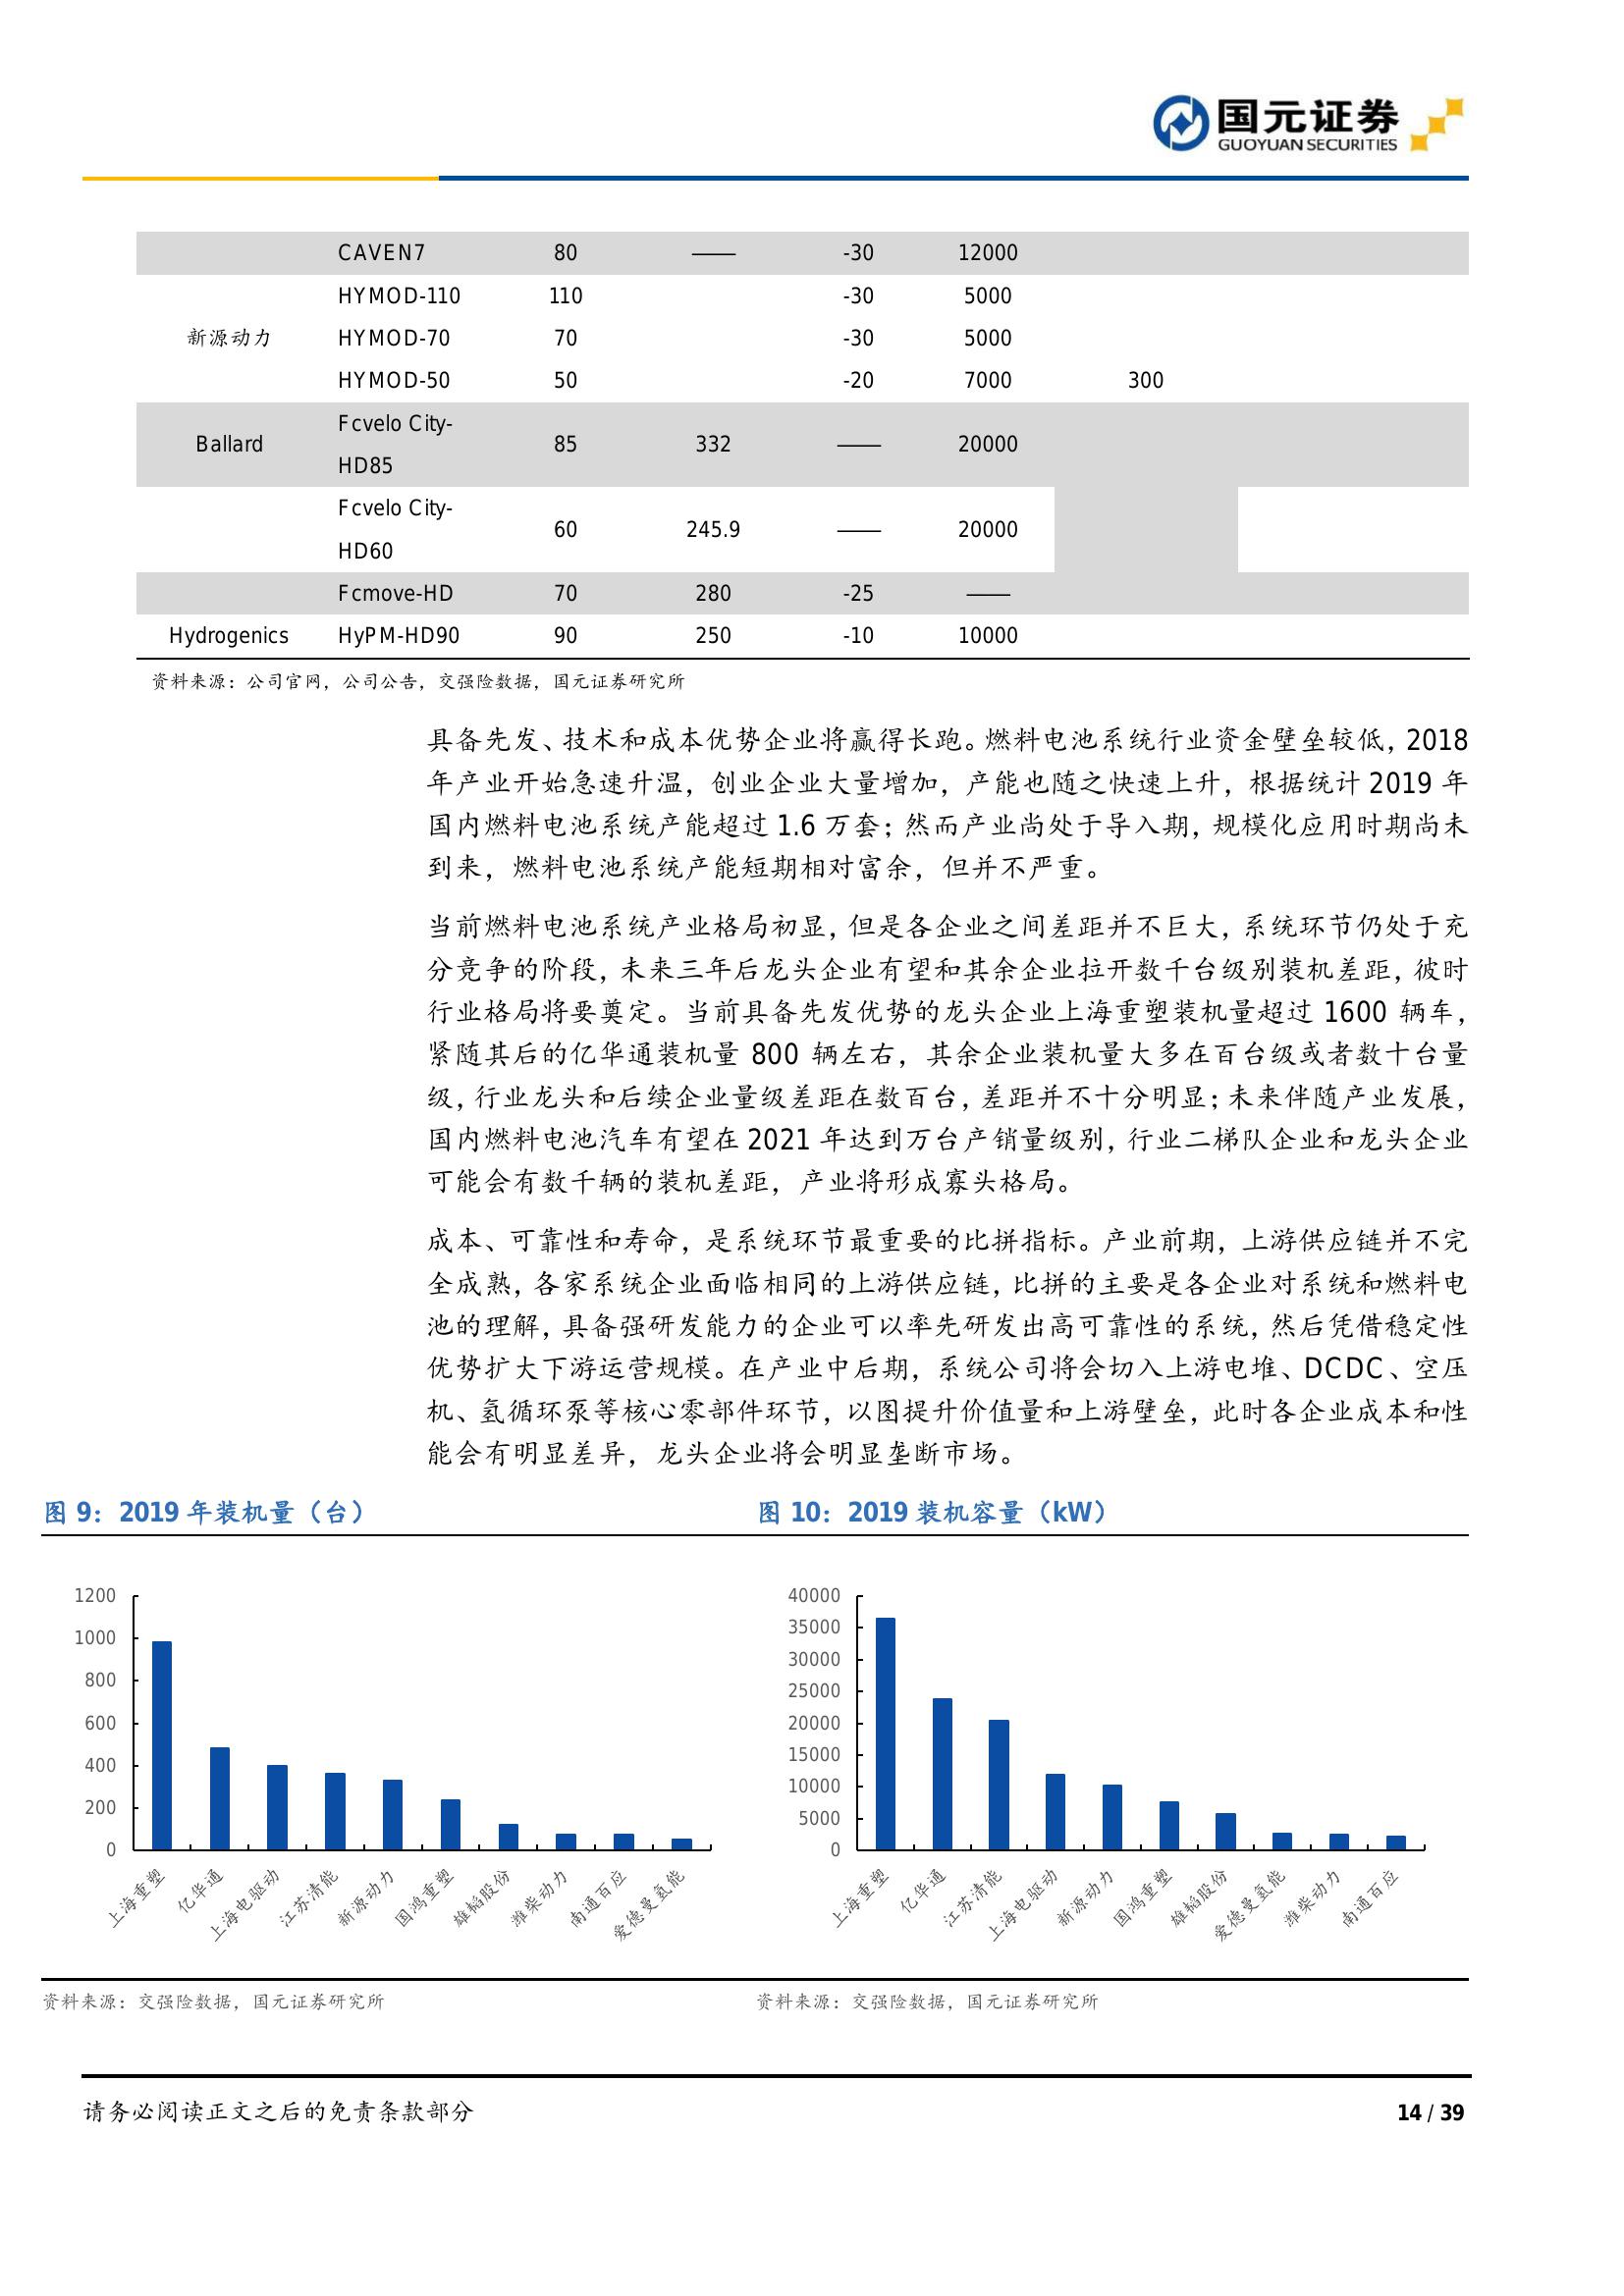 国元证券
GUOYUAN SECURITIES
CAVEN7 80 —— -30 12000
HYMOD-110 110 -30 5000
新源动力 HYMOD-70 70 -30 5000
HYMOD-50 50 -20 7000 300
Fcvelo City-
Ballard 85 332 —— 20000
HD85
Fcvelo City-
60 245.9 —— 20000
HD60
Fcmove-HD 70 280 -25 ——
Hydrogenics HyPM-HD90 90 250 -10 10000
资料来源：公司官网，公司公告，交强险数据，国元证券研究所
具备先发、技术和成本优势企业将赢得长跑。燃料电池系统行业资金壁垒较低，2018
年产业开始急速升温，创业企业大量增加，产能也随之快速上升，根据统计 2019 年
国内燃料电池系统产能超过 1.6 万套；然而产业尚处于导入期，规模化应用时期尚未
到来，燃料电池系统产能短期相对富余，但并不严重。
当前燃料电池系统产业格局初显，但是各企业之间差距并不巨大，系统环节仍处于充
分竞争的阶段，未来三年后龙头企业有望和其余企业拉开数千台级别装机差距，彼时
行业格局将要奠定。当前具备先发优势的龙头企业上海重塑装机量超过 1600 辆车，
紧随其后的亿华通装机量 800 辆左右，其余企业装机量大多在百台级或者数十台量
级，行业龙头和后续企业量级差距在数百台，差距并不十分明显；未来伴随产业发展，
国内燃料电池汽车有望在 2021 年达到万台产销量级别，行业二梯队企业和龙头企业
可能会有数千辆的装机差距，产业将形成寡头格局。
成本、可靠性和寿命，是系统环节最重要的比拼指标。产业前期，上游供应链并不完
全成熟，各家系统企业面临相同的上游供应链，比拼的主要是各企业对系统和燃料电
池的理解，具备强研发能力的企业可以率先研发出高可靠性的系统，然后凭借稳定性
优势扩大下游运营规模。在产业中后期，系统公司将会切入上游电堆、DCDC、空压
机、氢循环泵等核心零部件环节，以图提升价值量和上游壁垒，此时各企业成本和性
能会有明显差异，龙头企业将会明显垄断市场。
图 9：2019 年装机量（台）
1200
1000
800
600
400
200
0
上海重塑
亿华通
上海电驱动
江苏清能
新源动力
国鸿重塑
雄韬股份
潍柴动力
南通百应
爱德曼氢能
资料来源：交强险数据，国元证券研究所
图 10：2019 装机容量（kW）
40000
35000
30000
25000
20000
15000
10000
5000
0
上海重塑
亿华通
江苏清能
上海电驱动
新源动力
国鸿重塑
雄韬股份
爱德曼氢能
潍柴动力
南通百应
资料来源：交强险数据，国元证券研究所
请务必阅读正文之后的免责条款部分
14 / 39